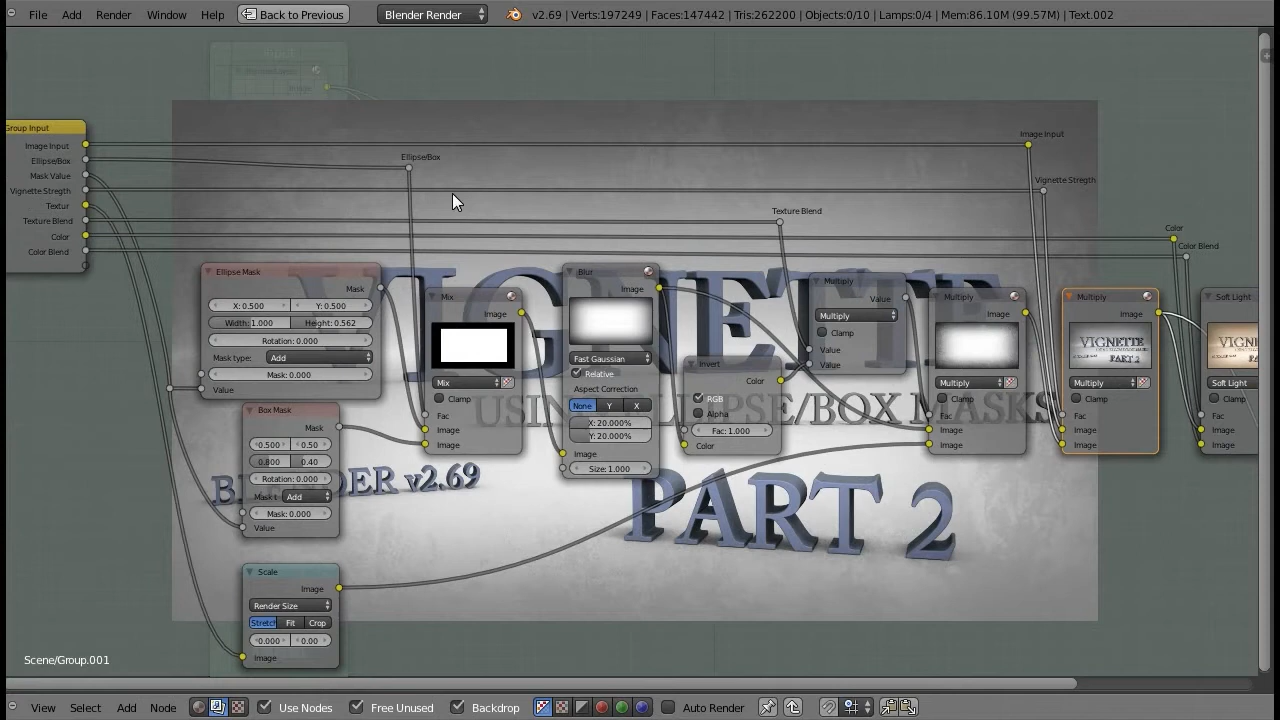 File Add Render Window Help Back to Previous Blender Render v2.69 | Verts:197249 | Faces:147442 | Tris:262200 | Objects:0/10 | Lamps:0/4 | Mem:86.10M (99.57M) | Text.002
Group Input
Image Input
Ellipse/Box
Mask Value
Vignette Stregth
Textur
Texture Blend
Color
Color Blend
Ellipse/Box
Image Input
Vignette Stregth
Texture Blend
Color
Color Blend
VIGNETTE
USING ELLIPSE/BOX MASKS
BLENDER v2.69
PART 2
Ellipse Mask
Mask
X: 0.500 Y: 0.500
Width: 1.000 Height: 0.562
Rotation: 0.000
Mask type: Add
Mask: 0.000
Value
Box Mask
Mask
0.500 0.50
0.800 0.40
Rotation: 0.000
Mask t Add
Mask: 0.000
Value
Scale
Image
Render Size
Stretch Fit Crop
0.000 0.00
Image
Mix
Image
Mix
Clamp
Fac
Image
Image
Blur
Image
Fast Gaussian
Relative
Aspect Correction
None Y X
X: 20.000%
Y: 20.000%
Image
Size: 1.000
Invert
Color
RGB
Alpha
Fac: 1.000
Color
Multiply
Value
Multiply
Clamp
Value
Value
Multiply
Image
Multiply
Clamp
Fac
Image
Image
Multiply
Image
VIGNETTE
PART 2
Multiply
Clamp
Fac
Image
Image
Soft Light
Soft Light
Clamp
Fac
Image
Image
Scene/Group.001
View Select Add Node Use Nodes Free Unused Backdrop Auto Render